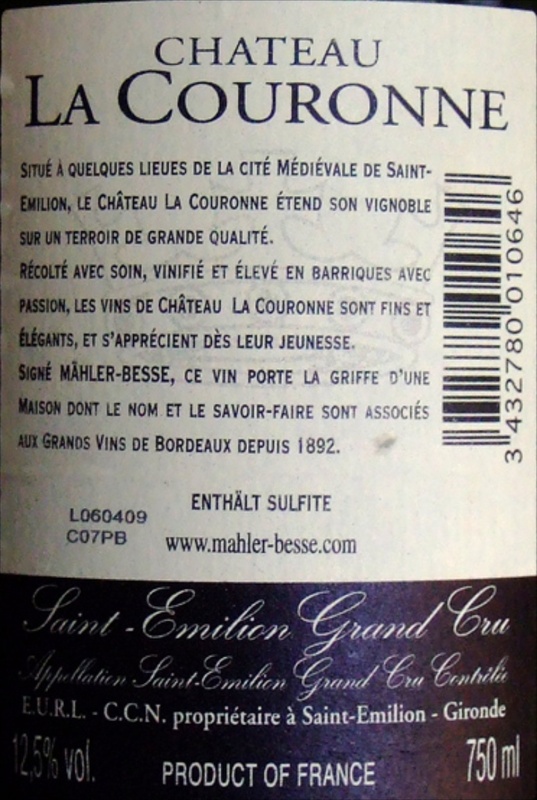 CHATEAU
LA COURONNE
SITUÉ À QUELQUES LIEUES DE LA CITÉ MÉDIÉVALE DE SAINT-
EMILION, LE CHÂTEAU LA COURONNE ÉTEND SON VIGNOBLE
SUR UN TERROIR DE GRANDE QUALITÉ.
RÉCOLTÉ AVEC SOIN, VINIFIÉ ET ÉLEVÉ EN BARRIQUES AVEC
PASSION, LES VINS DE CHÂTEAU LA COURONNE SONT FINS ET
ÉLÉGANTS, ET S'APPRÉCIENT DÈS LEUR JEUNESSE.
SIGNÉ MÄHLER-BESSE, CE VIN PORTE LA GRIFFE D'UNE
MAISON DONT LE NOM ET LE SAVOIR-FAIRE SONT ASSOCIÉS
AUX GRANDS VINS DE BORDEAUX DEPUIS 1892.
3 432780 010646
ENTHÄLT SULFITE
L060409
C07PB
www.mahler-besse.com
Saint-Emilion Grand Cru
Appellation Saint-Emilion Grand Cru Contrôlée
E.U.R.L. - C.C.N. propriétaire à Saint-Emilion - Gironde
12,5% vol.
PRODUCT OF FRANCE
750 ml